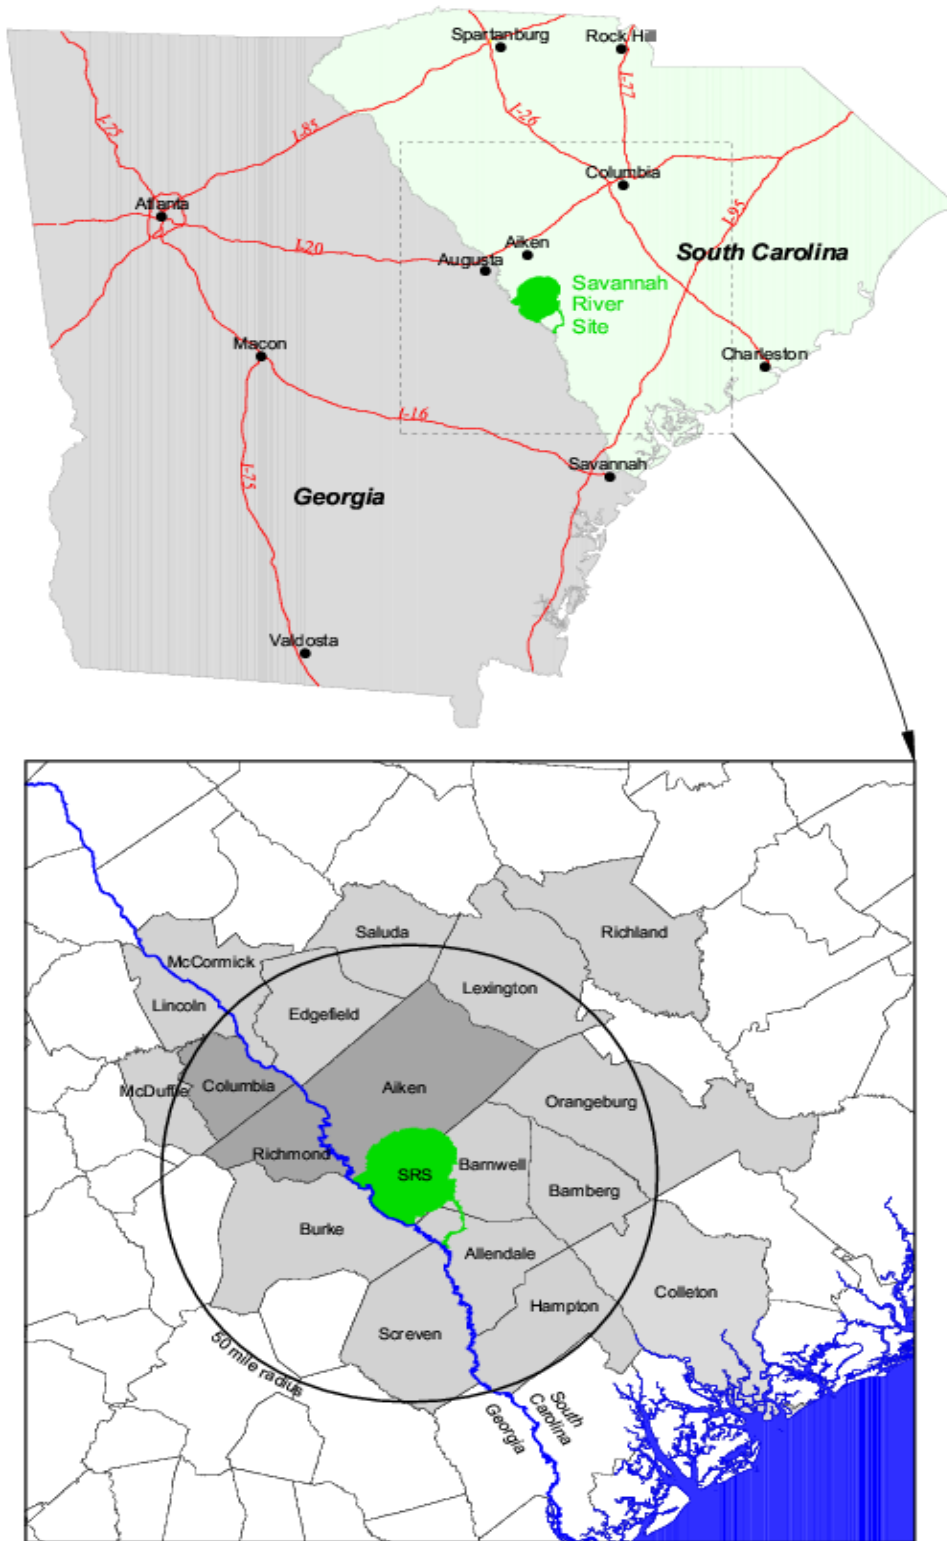 Spartanburg
Rock Hill
I-75
I-85
I-26
I-77
Columbia
Atlanta
I-95
I-20
Aiken
Augusta
South Carolina
Savannah
River
Site
Macon
Charleston
I-16
Savannah
I-75
Georgia
Valdosta
Saluda
Richland
McCormick
Lexington
Lincoln
Edgefield
McDuffie
Columbia
Aiken
Orangeburg
Richmond
Barnwell
SRS
Bamberg
Burke
Allendale
Colleton
Hampton
Screven
50 mile radius
South
Carolina
Georgia